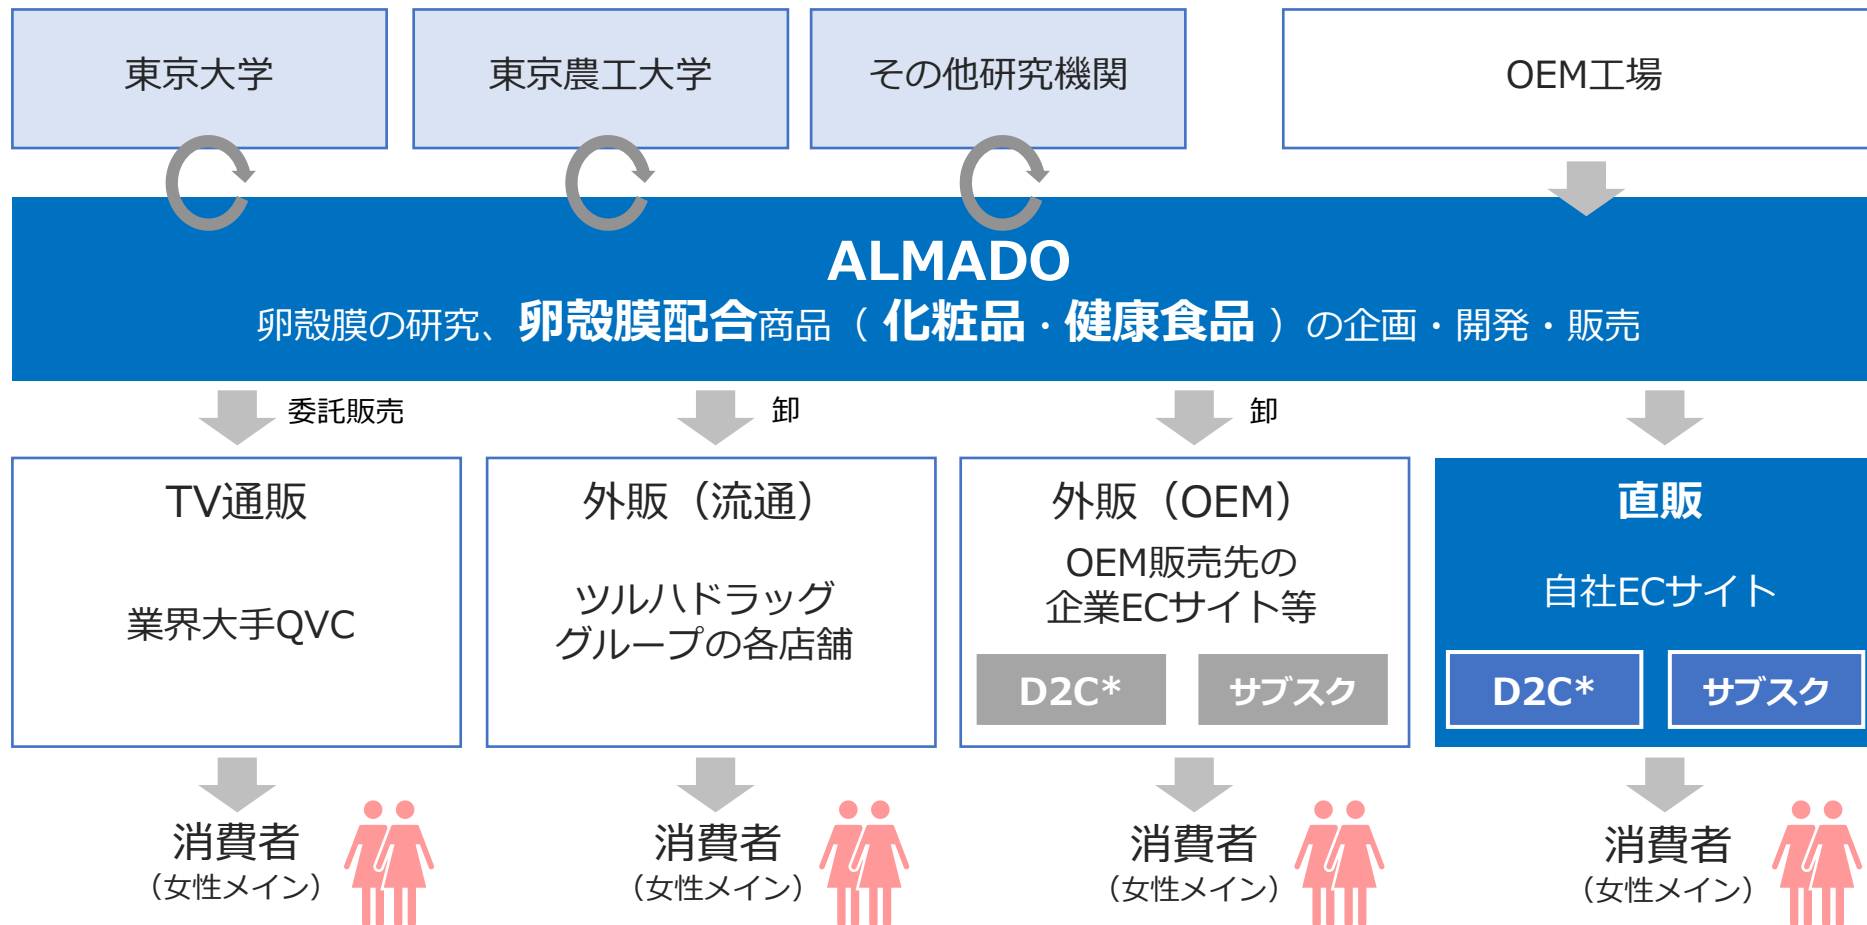 東京大学
東京農工大学
その他研究機関
OEM工場
ALMADO
卵殻膜の研究、卵殻膜配合商品（化粧品・健康食品）の企画・開発・販売
委託販売
卸
卸
TV通販
業界大手QVC
外販（流通）
ツルハドラッグ
グループの各店舗
外販（OEM）
OEM販売先の
企業ECサイト等
D2C*
サブスク
直販
自社ECサイト
D2C*
サブスク
消費者
（女性メイン）
消費者
（女性メイン）
消費者
（女性メイン）
消費者
（女性メイン）